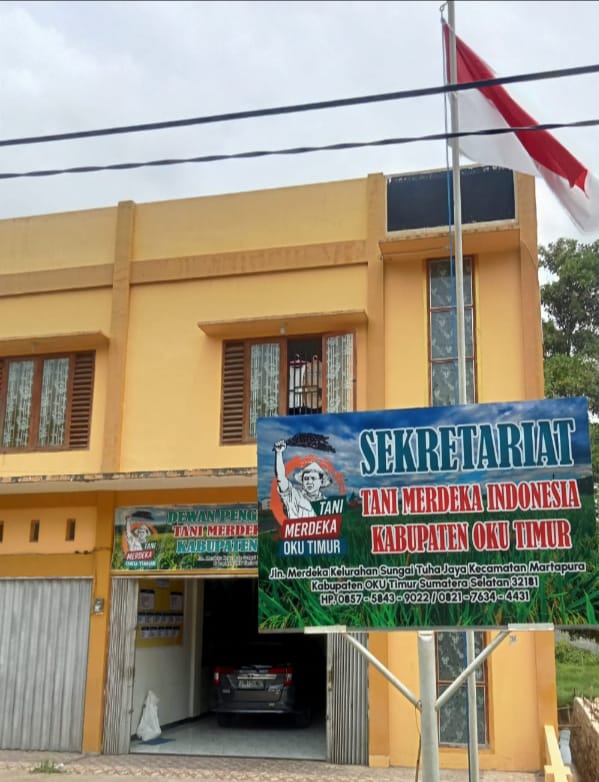 SEKRETARIAT
TANI MERDEKA INDONESIA
KABUPATEN OKU TIMUR
Jln. Merdeka Kelurahan Sungai Tuha Jaya Kecamatan Martapura
Kabupaten OKU Timur Sumatera Selatan 32181
HP. 0857 - 5843 - 9022 / 0821 - 7634 - 4431
TANI
MERDEKA
OKU TIMUR
DEWAN PENG
TANI MERDEK
KABUPATEN
TANI
MERDEKA
OKU TIMUR